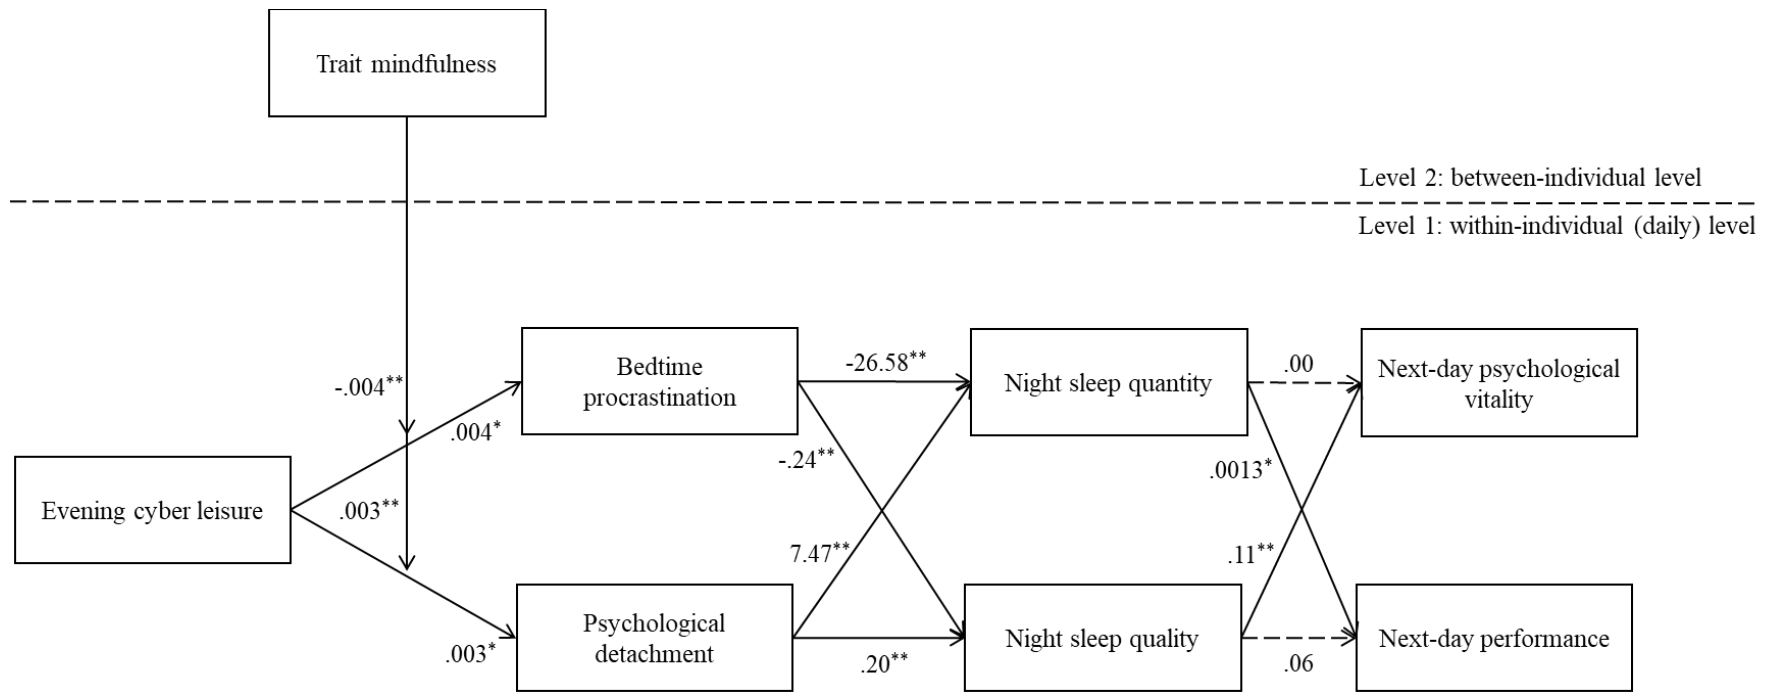 Trait mindfulness
Level 2: between-individual level
Level 1: within-individual (daily) level
Bedtime
procrastination
-26.58**
Night sleep quantity
.00
Next-day psychological
vitality
-.004**
.004*
-.24**
.0013*
Evening cyber leisure
.003**
7.47**
.11**
.003*
Psychological
detachment
.20**
Night sleep quality
.06
Next-day performance